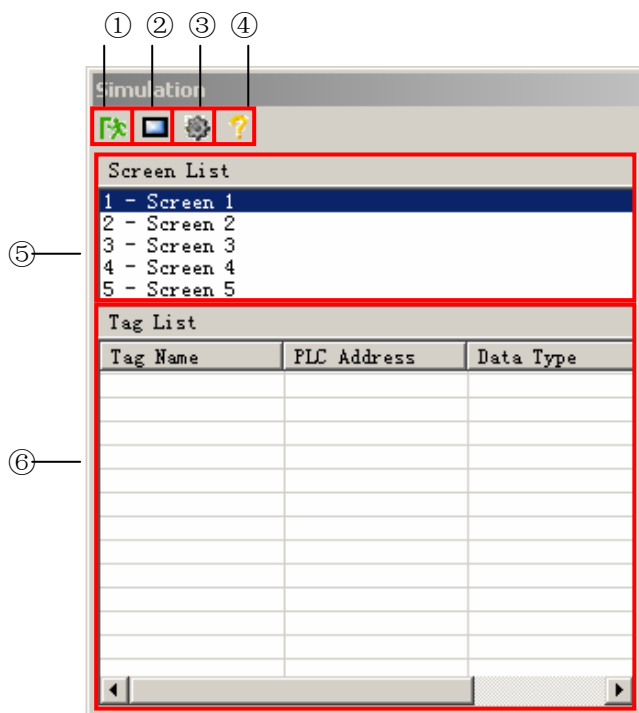 ① ② ③ ④
Simulation
Screen List
1 - Screen 1
2 - Screen 2
3 - Screen 3
4 - Screen 4
5 - Screen 5
⑤
Tag List
Tag Name PLC Address Data Type
⑥